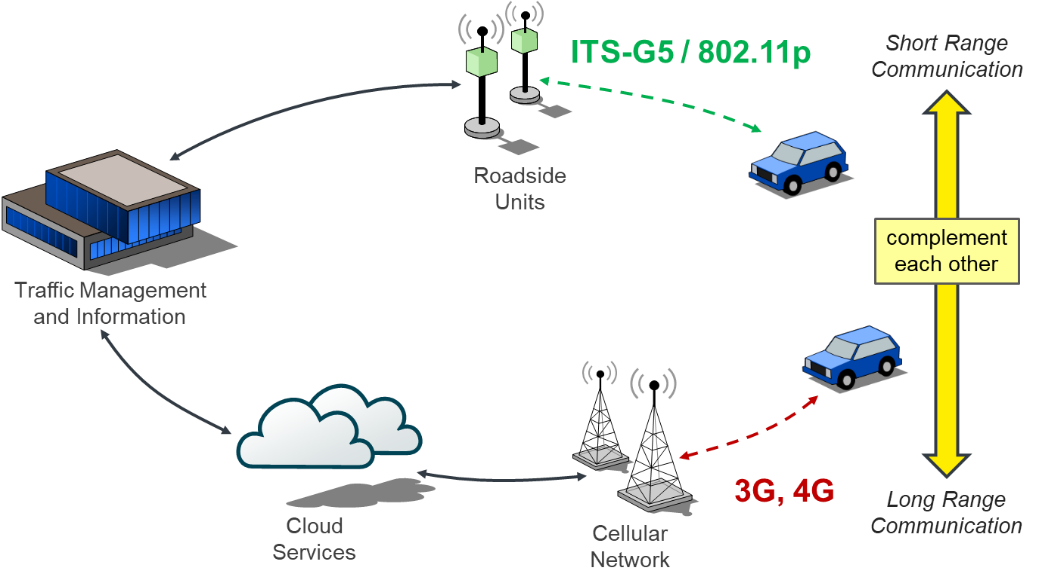 ITS-G5 / 802.11p
Short Range
Communication
Roadside
Units
complement
each other
Traffic Management
and Information
3G, 4G
Long Range
Communication
Cloud
Services
Cellular
Network